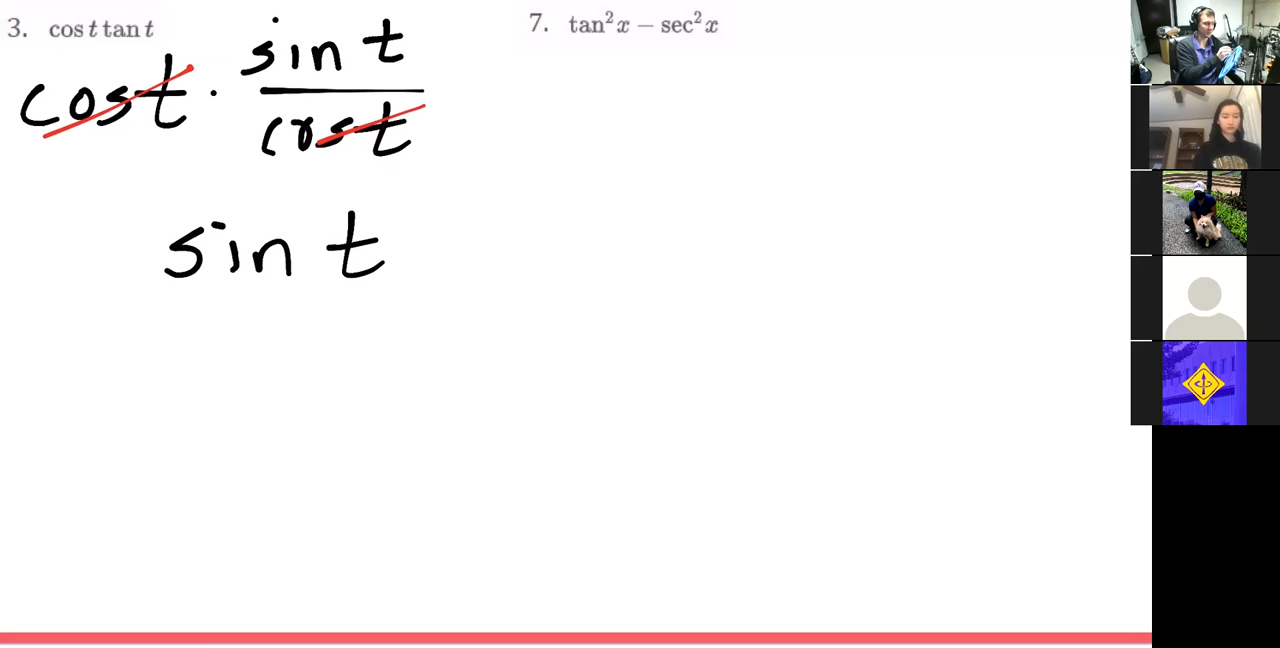 3. cos t tan t
cos t · sin t
cos t
sin t
7. tan²x − sec²x